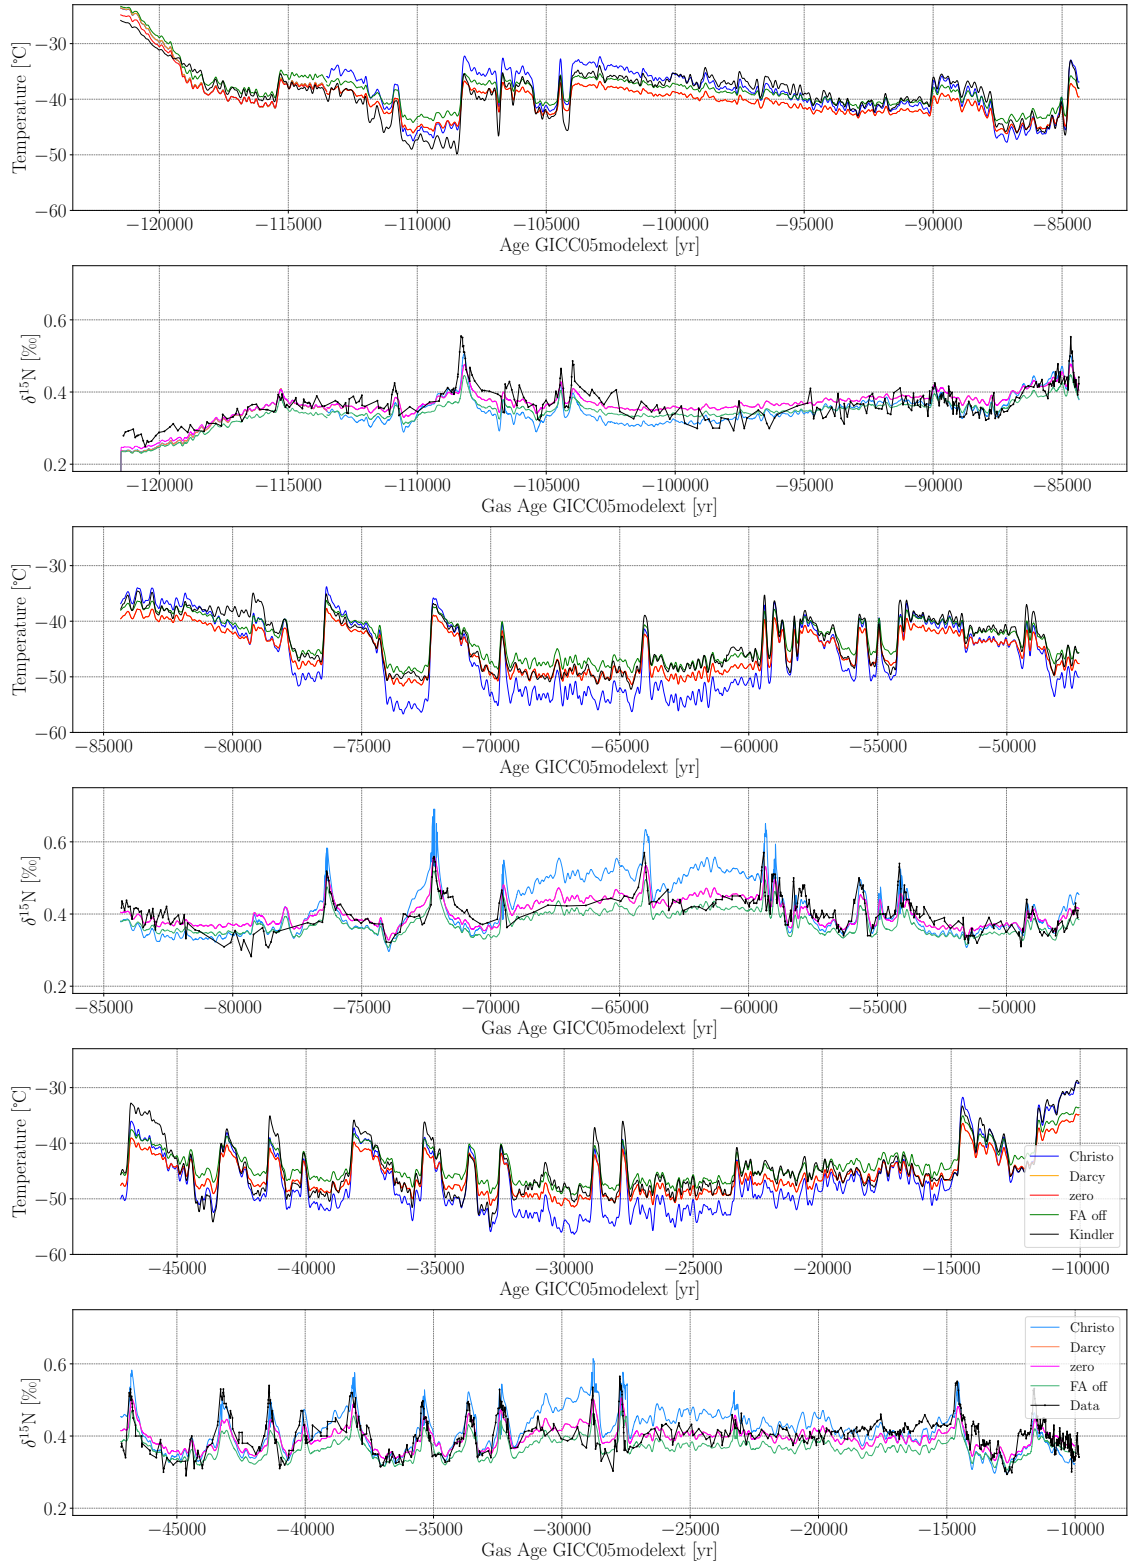 Temperature [°C]
−30
−40
−50
−60
−120000 −115000 −110000 −105000 −100000 −95000 −90000 −85000
Age GICC05modelext [yr]
δ¹⁵N [‰]
0.6
0.4
0.2
−120000 −115000 −110000 −105000 −100000 −95000 −90000 −85000
Gas Age GICC05modelext [yr]
Temperature [°C]
−30
−40
−50
−60
−85000 −80000 −75000 −70000 −65000 −60000 −55000 −50000
Age GICC05modelext [yr]
δ¹⁵N [‰]
0.6
0.4
0.2
−85000 −80000 −75000 −70000 −65000 −60000 −55000 −50000
Gas Age GICC05modelext [yr]
Temperature [°C]
−30
−40
−50
−60
Christo
Darcy
zero
FA off
Kindler
−45000 −40000 −35000 −30000 −25000 −20000 −15000 −10000
Age GICC05modelext [yr]
δ¹⁵N [‰]
0.6
0.4
0.2
Christo
Darcy
zero
FA off
Data
−45000 −40000 −35000 −30000 −25000 −20000 −15000 −10000
Gas Age GICC05modelext [yr]